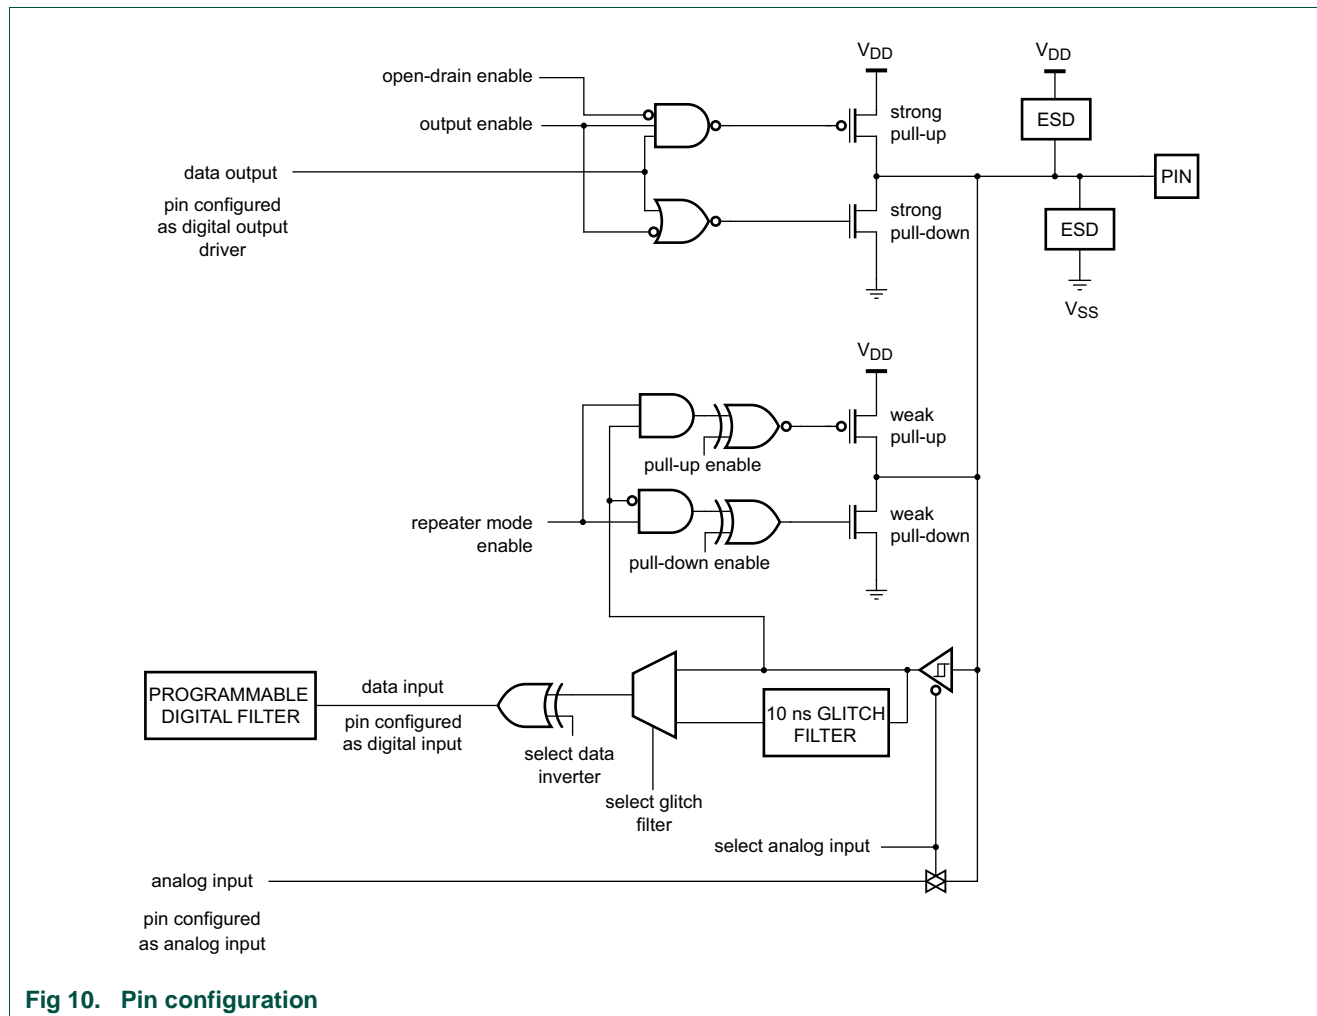 VDD
VDD
open-drain enable
output enable
strong
pull-up
ESD
data output
PIN
pin configured
as digital output
driver
strong
pull-down
ESD
VSS
VDD
weak
pull-up
pull-up enable
repeater mode
enable
weak
pull-down
pull-down enable
PROGRAMMABLE
DIGITAL FILTER
data input
pin configured
as digital input
10 ns GLITCH
FILTER
select data
inverter
select glitch
filter
select analog input
analog input
pin configured
as analog input
Fig 10. Pin configuration